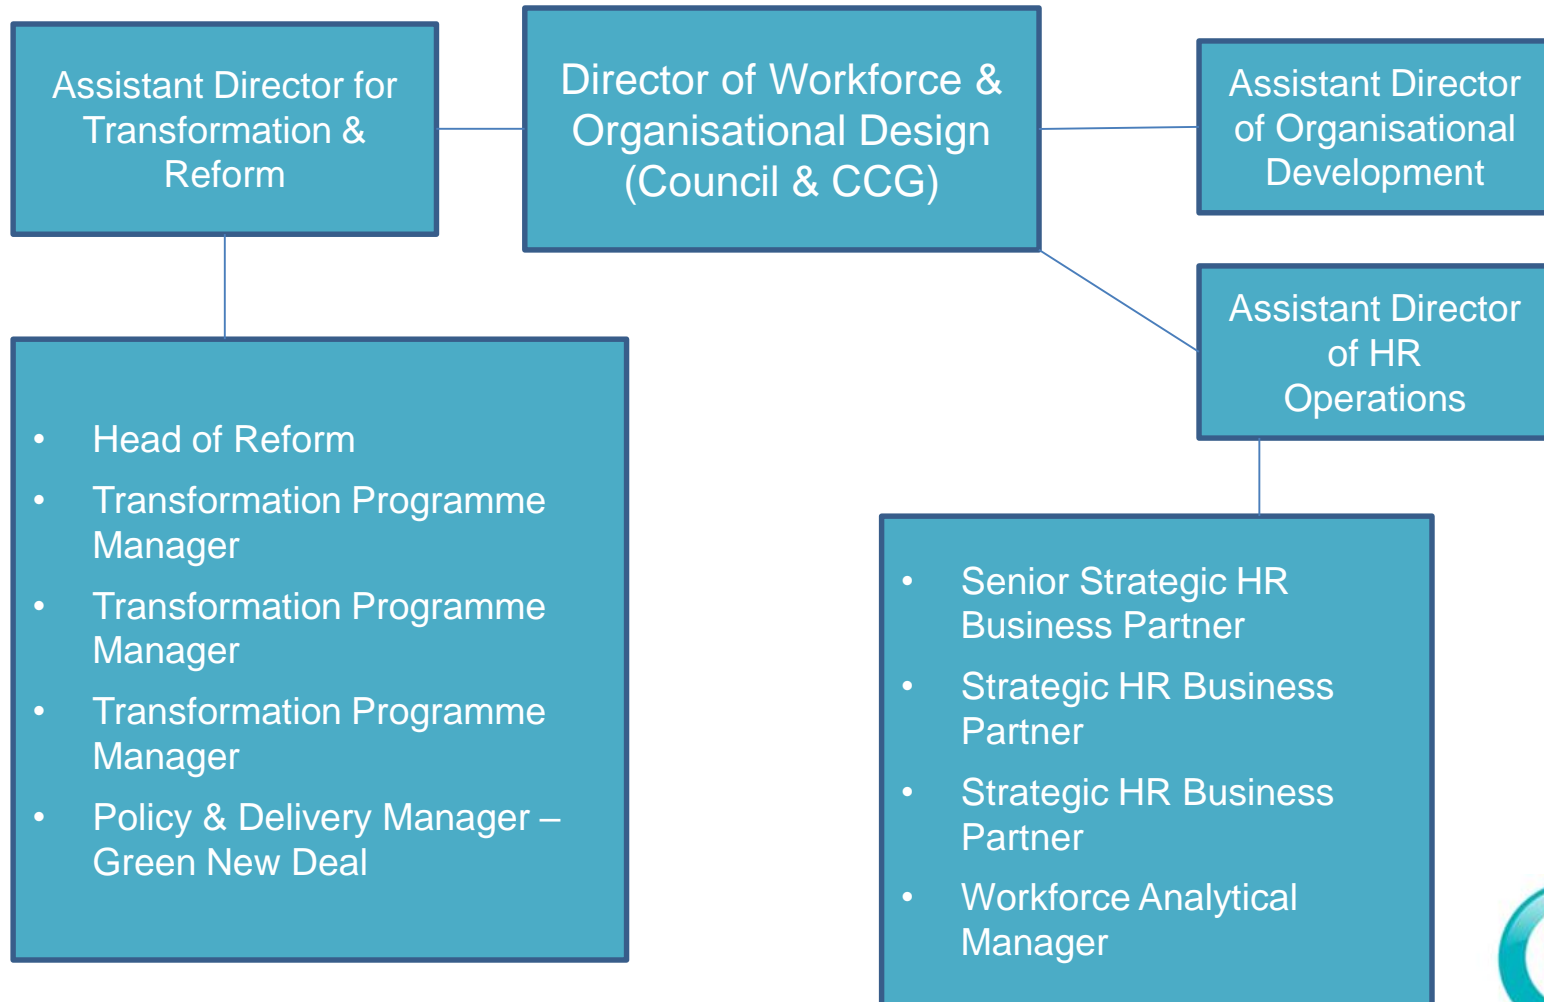 Assistant Director for
Transformation &
Reform
Director of Workforce &
Organisational Design
(Council & CCG)
Assistant Director
of Organisational
Development
Assistant Director
of HR
Operations
• Head of Reform
• Transformation Programme
Manager
• Transformation Programme
Manager
• Transformation Programme
Manager
• Policy & Delivery Manager –
Green New Deal
• Senior Strategic HR
Business Partner
• Strategic HR Business
Partner
• Strategic HR Business
Partner
• Workforce Analytical
Manager